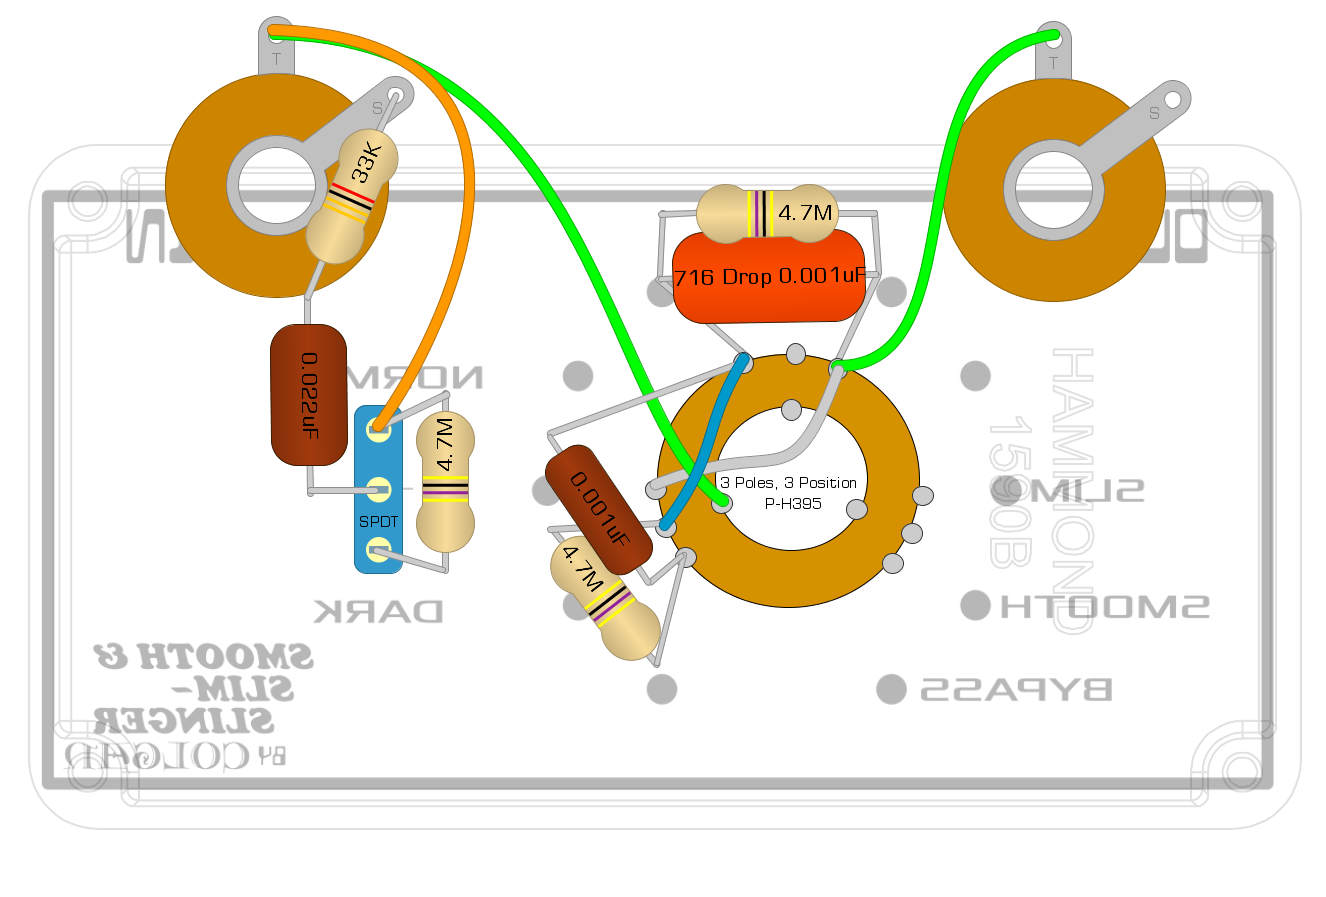 T
S
T
S
33K
4.7M
716 Drop 0.001uF
0.022uF
NORM
4.7M
HAMMOND
1590B
3 Poles, 3 Position
P-H395
SLIM
0.001uF
SPDT
4.7M
DARK
SMOOTH
SMOOTH &
SLIM-
SLINGER
BY COLGAD
BYPASS